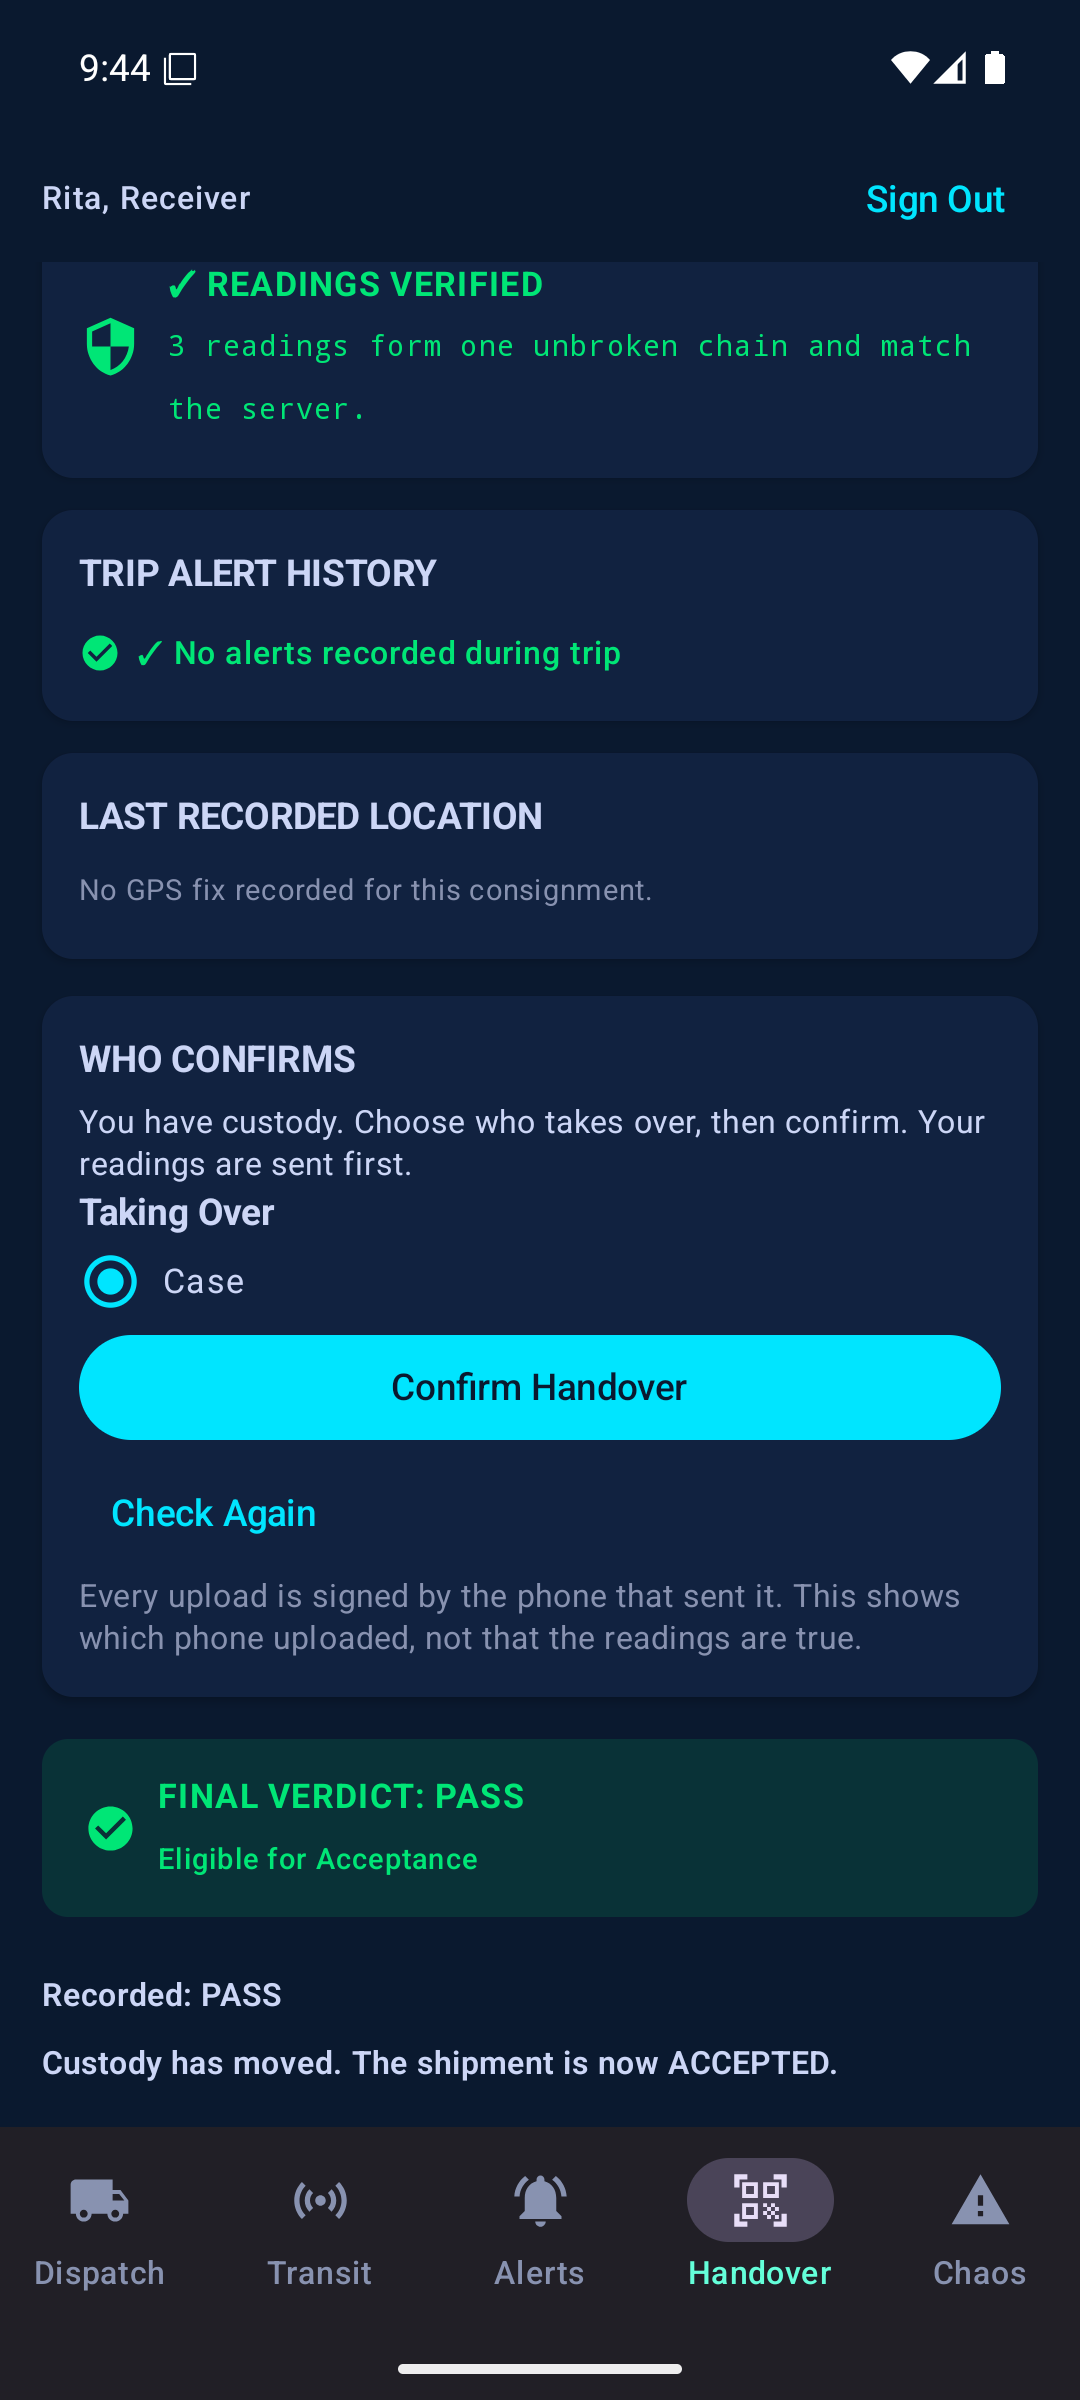 9:44
Rita, Receiver
Sign Out
✓ READINGS VERIFIED
3 readings form one unbroken chain and match
the server.
TRIP ALERT HISTORY
✓ No alerts recorded during trip
LAST RECORDED LOCATION
No GPS fix recorded for this consignment.
WHO CONFIRMS
You have custody. Choose who takes over, then confirm. Your
readings are sent first.
Taking Over
Case
Confirm Handover
Check Again
Every upload is signed by the phone that sent it. This shows
which phone uploaded, not that the readings are true.
FINAL VERDICT: PASS
Eligible for Acceptance
Recorded: PASS
Custody has moved. The shipment is now ACCEPTED.
Dispatch
Transit
Alerts
Handover
Chaos